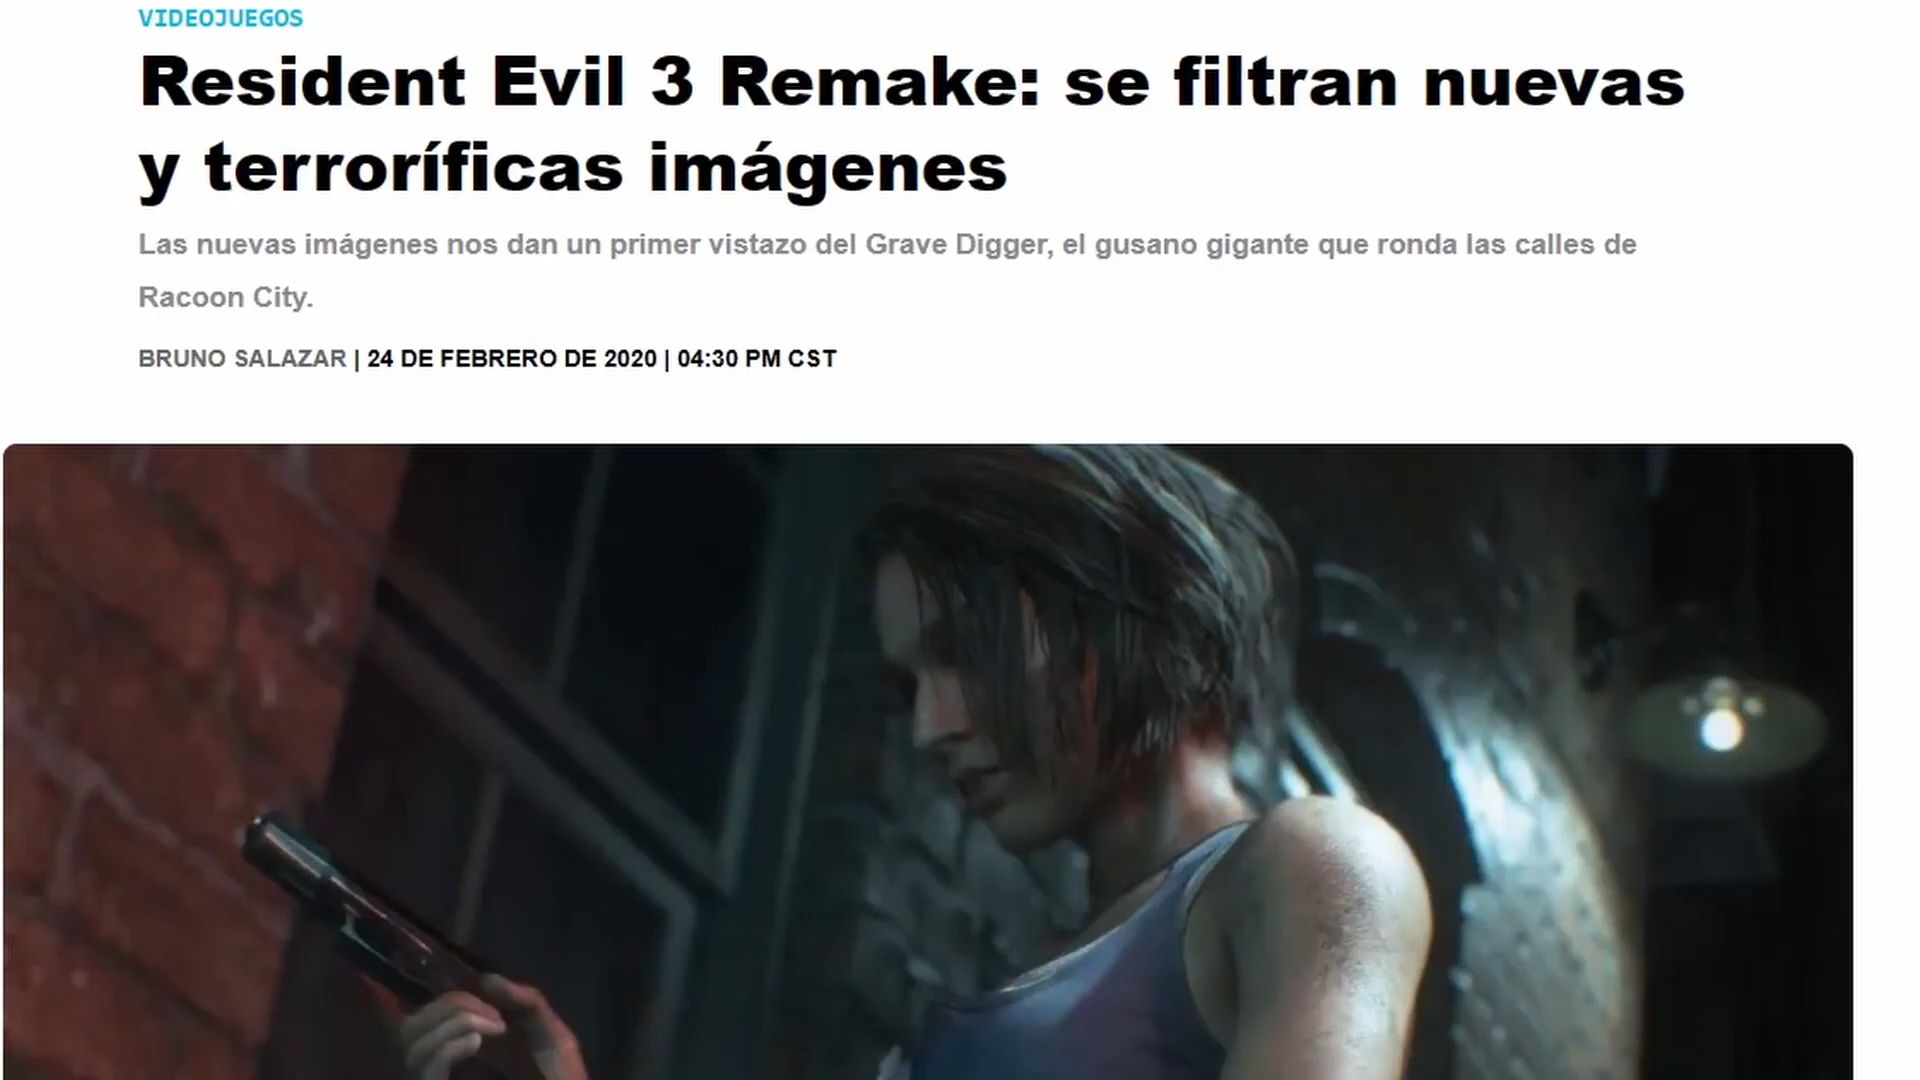 VIDEOJUEGOS
Resident Evil 3 Remake: se filtran nuevas
y terroríficas imágenes
Las nuevas imágenes nos dan un primer vistazo del Grave Digger, el gusano gigante que ronda las calles de
Racoon City.
BRUNO SALAZAR | 24 DE FEBRERO DE 2020 | 04:30 PM CST